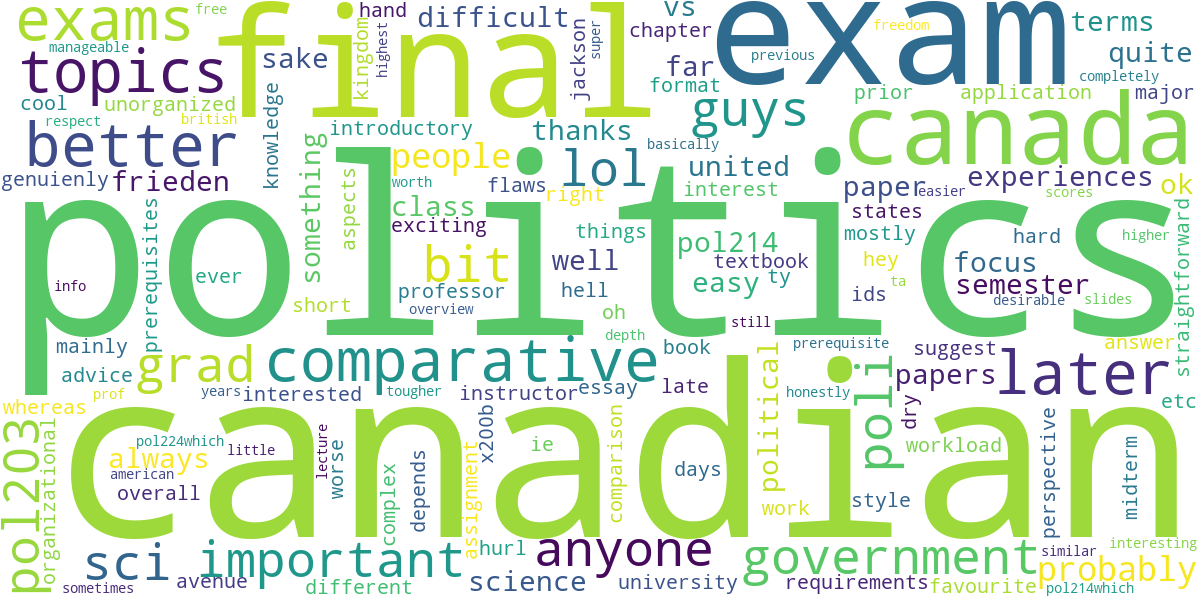 exams final exam
manageable free kingdom hand highest difficult vs chapter freedom terms
topics sake jackson super far previous quite
cool unorganized knowledge format guys prior application completely major
respect british introductory thanks basically canada
better something people lol united
genuienly frieden aspects worth flaws right interest paper easier experiences ok
prerequisites class exciting things pol214 states scores
politics
ever bit well textbook mostly hey hard higher straightforward
info short professor hell easy ty ids focus semester desirable slides ta
overview oh depth still
mainly grad comparative book prerequisite political poli suggest answer later
advice prof years interested tougher instructor essay late honestly papers etc
whereas canadian
pol203 organizational always pol224which little american lecture worse complex depends assignment x200b ie comparison days work style dry workload perspective midterm
overall
sci important hurl anyone government similar interesting probably
sometimes avenue different science university requirements favourite pol214which